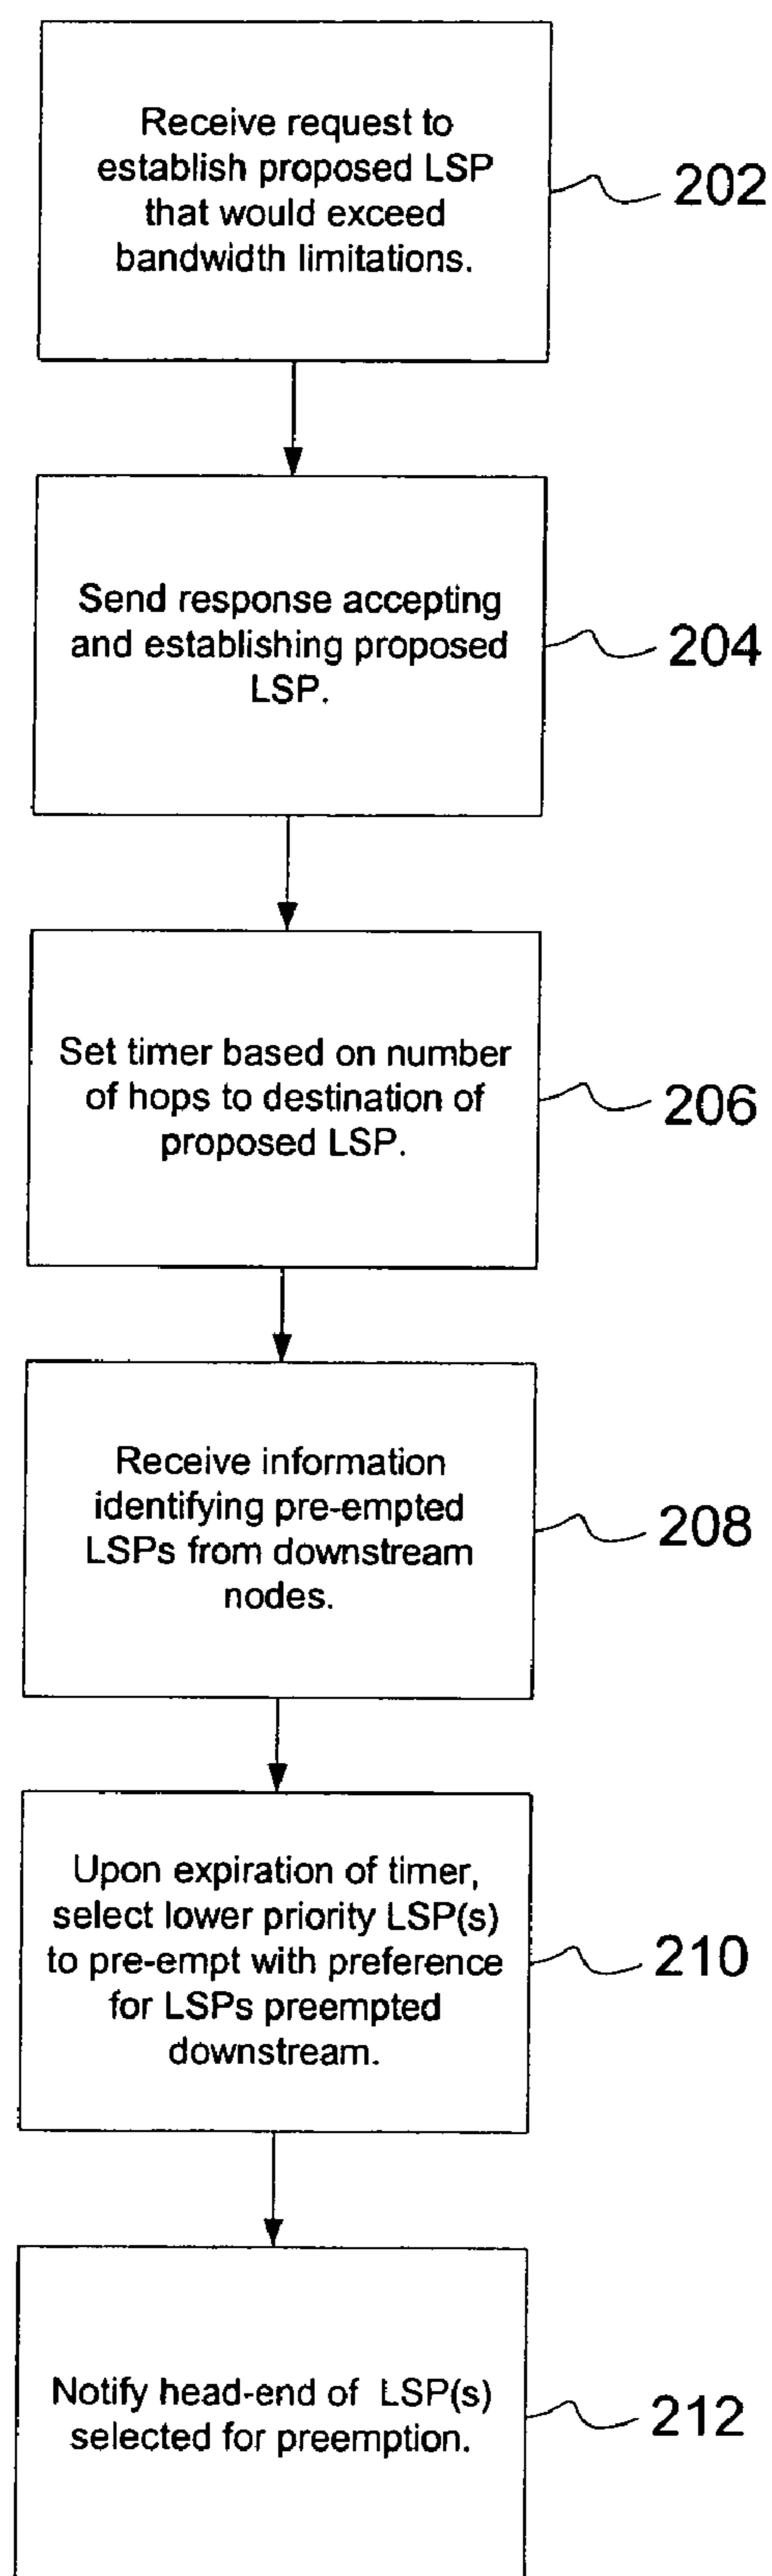 Receive request to
establish proposed LSP
that would exceed
bandwidth limitations.
202
Send response accepting
and establishing proposed
LSP.
204
Set timer based on number
of hops to destination of
proposed LSP.
206
Receive information
identifying pre-empted
LSPs from downstream
nodes.
208
Upon expiration of timer,
select lower priority LSP(s)
to pre-empt with preference
for LSPs preempted
downstream.
210
Notify head-end of LSP(s)
selected for preemption.
212